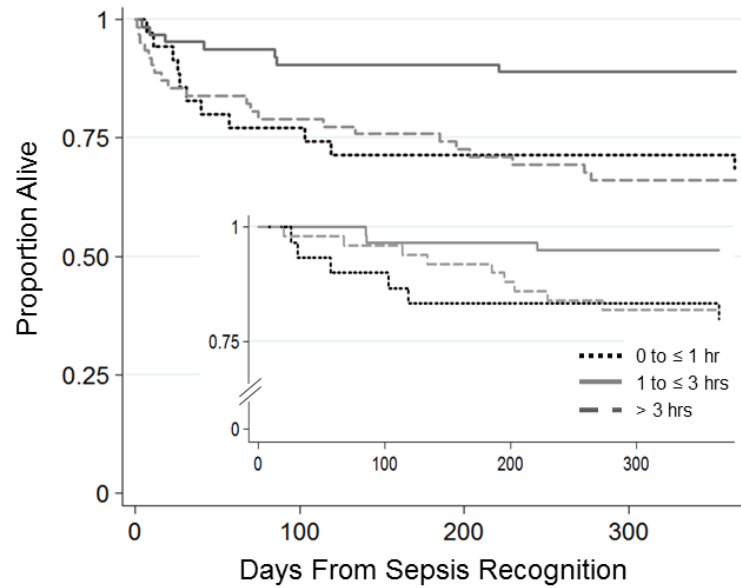 Proportion Alive
1
0.75
0.50
0.25
0
0 100 200 300
Days From Sepsis Recognition
1
0.75
0
0 100 200 300
0 to ≤ 1 hr
1 to ≤ 3 hrs
> 3 hrs